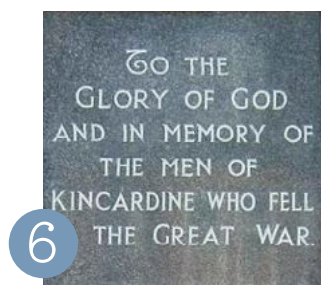 To the
Glory of God
and in memory of
the men of
Kincardine who fell
the Great War.
6